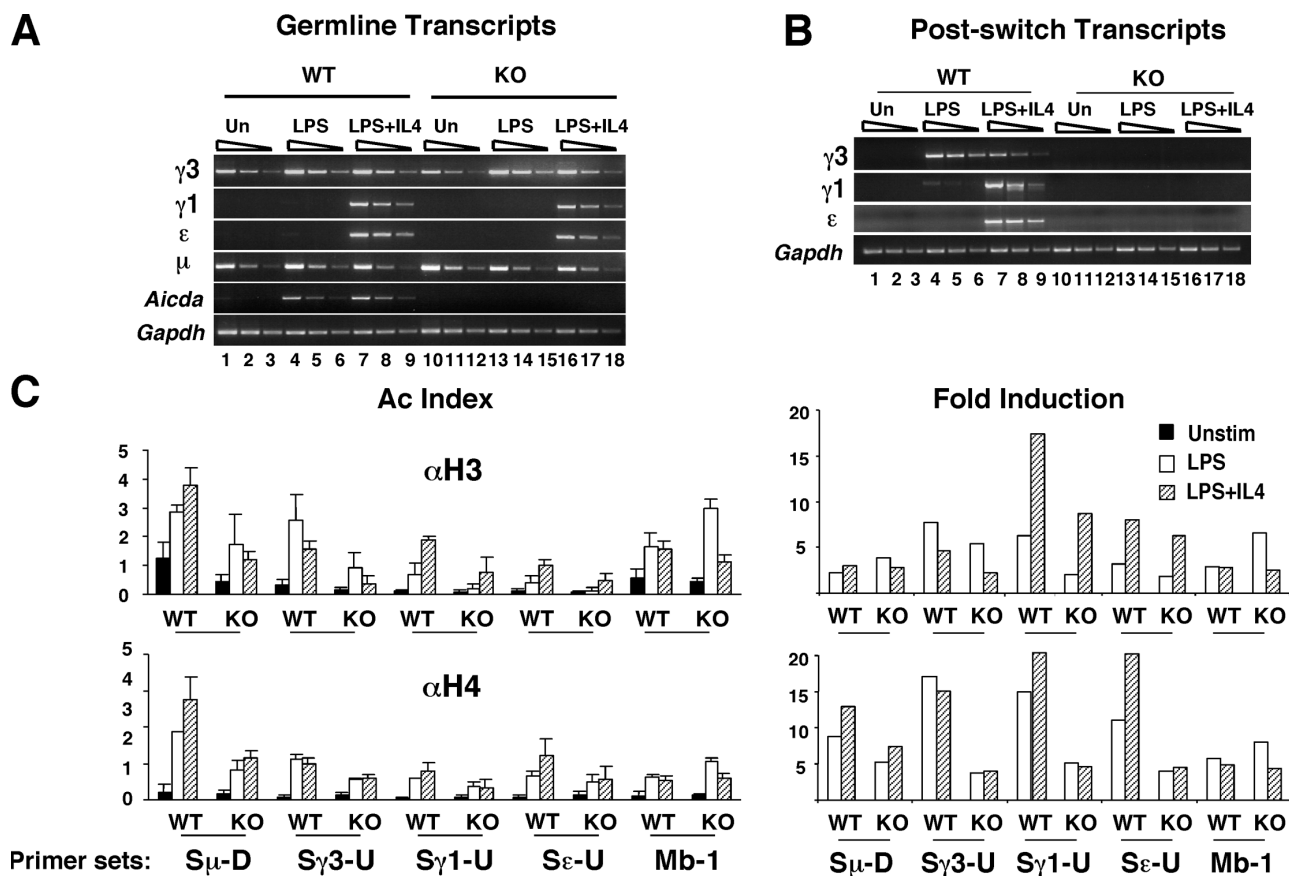 A
Germline Transcripts
WT KO
Un LPS LPS+IL4 Un LPS LPS+IL4
γ3
γ1
ε
μ
Aicda
Gapdh
1 2 3 4 5 6 7 8 9 10 11 12 13 14 15 16 17 18
B
Post-switch Transcripts
WT KO
Un LPS LPS+IL4 Un LPS LPS+IL4
γ3
γ1
ε
Gapdh
1 2 3 4 5 6 7 8 9 10 11 12 13 14 15 16 17 18
C
Ac Index
αH3
5
4
3
2
1
0
WT KO WT KO WT KO WT KO WT KO
αH4
5
4
3
2
1
0
WT KO WT KO WT KO WT KO WT KO
Primer sets: Sμ-D Sγ3-U Sγ1-U Sε-U Mb-1
Fold Induction
20
15
10
5
Unstim
LPS
LPS+IL4
WT KO WT KO WT KO WT KO WT KO
20
15
10
5
WT KO WT KO WT KO WT KO WT KO
Sμ-D Sγ3-U Sγ1-U Sε-U Mb-1